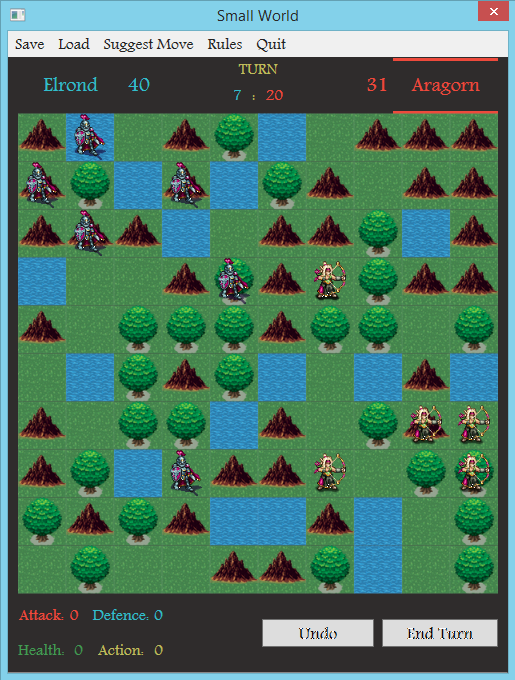 Small World
Save Load Suggest Move Rules Quit
TURN
Elrond 40 31 Aragorn
7 : 20
Attack: 0 Defence: 0
Health: 0 Action: 0
Undo End Turn